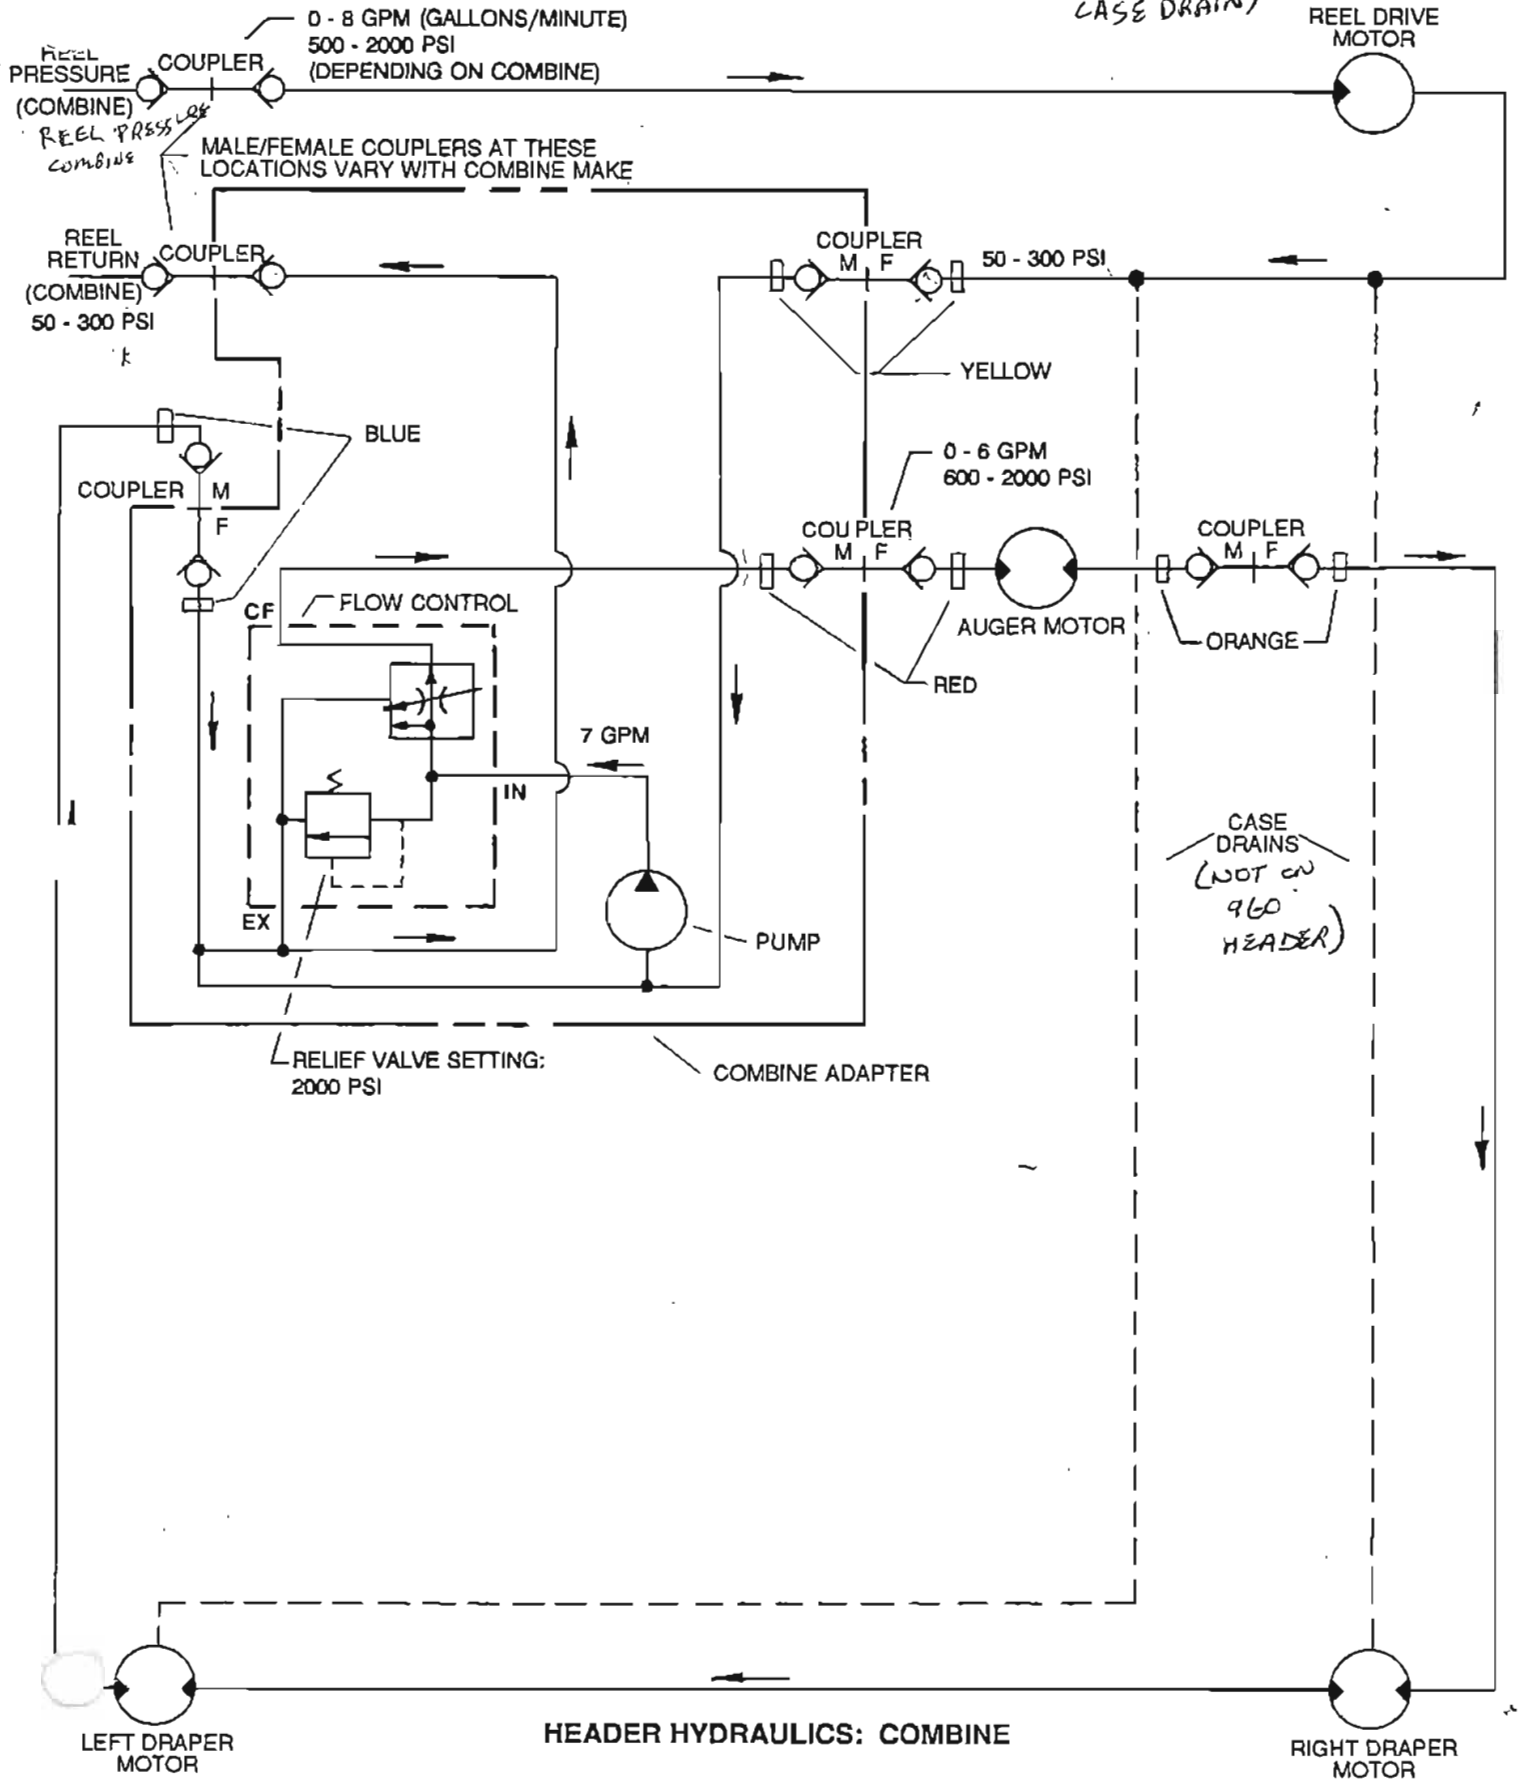 CASE DRAINS
0 - 8 GPM (GALLONS/MINUTE)
500 - 2000 PSI
(DEPENDING ON COMBINE)
REEL DRIVE
MOTOR
REEL
PRESSURE
(COMBINE)
COUPLER
REEL PRESSURE
COMBINE
MALE/FEMALE COUPLERS AT THESE
LOCATIONS VARY WITH COMBINE MAKE
REEL
RETURN
(COMBINE)
50 - 300 PSI
COUPLER
COUPLER
M F
50 - 300 PSI
YELLOW
BLUE
COUPLER M
F
0 - 6 GPM
600 - 2000 PSI
COUPLER
M F
COUPLER
M F
AUGER MOTOR
ORANGE
RED
CF
FLOW CONTROL
7 GPM
IN
EX
PUMP
CASE
DRAINS
(NOT ON
960
HEADER)
RELIEF VALVE SETTING:
2000 PSI
COMBINE ADAPTER
LEFT DRAPER
MOTOR
HEADER HYDRAULICS: COMBINE
RIGHT DRAPER
MOTOR